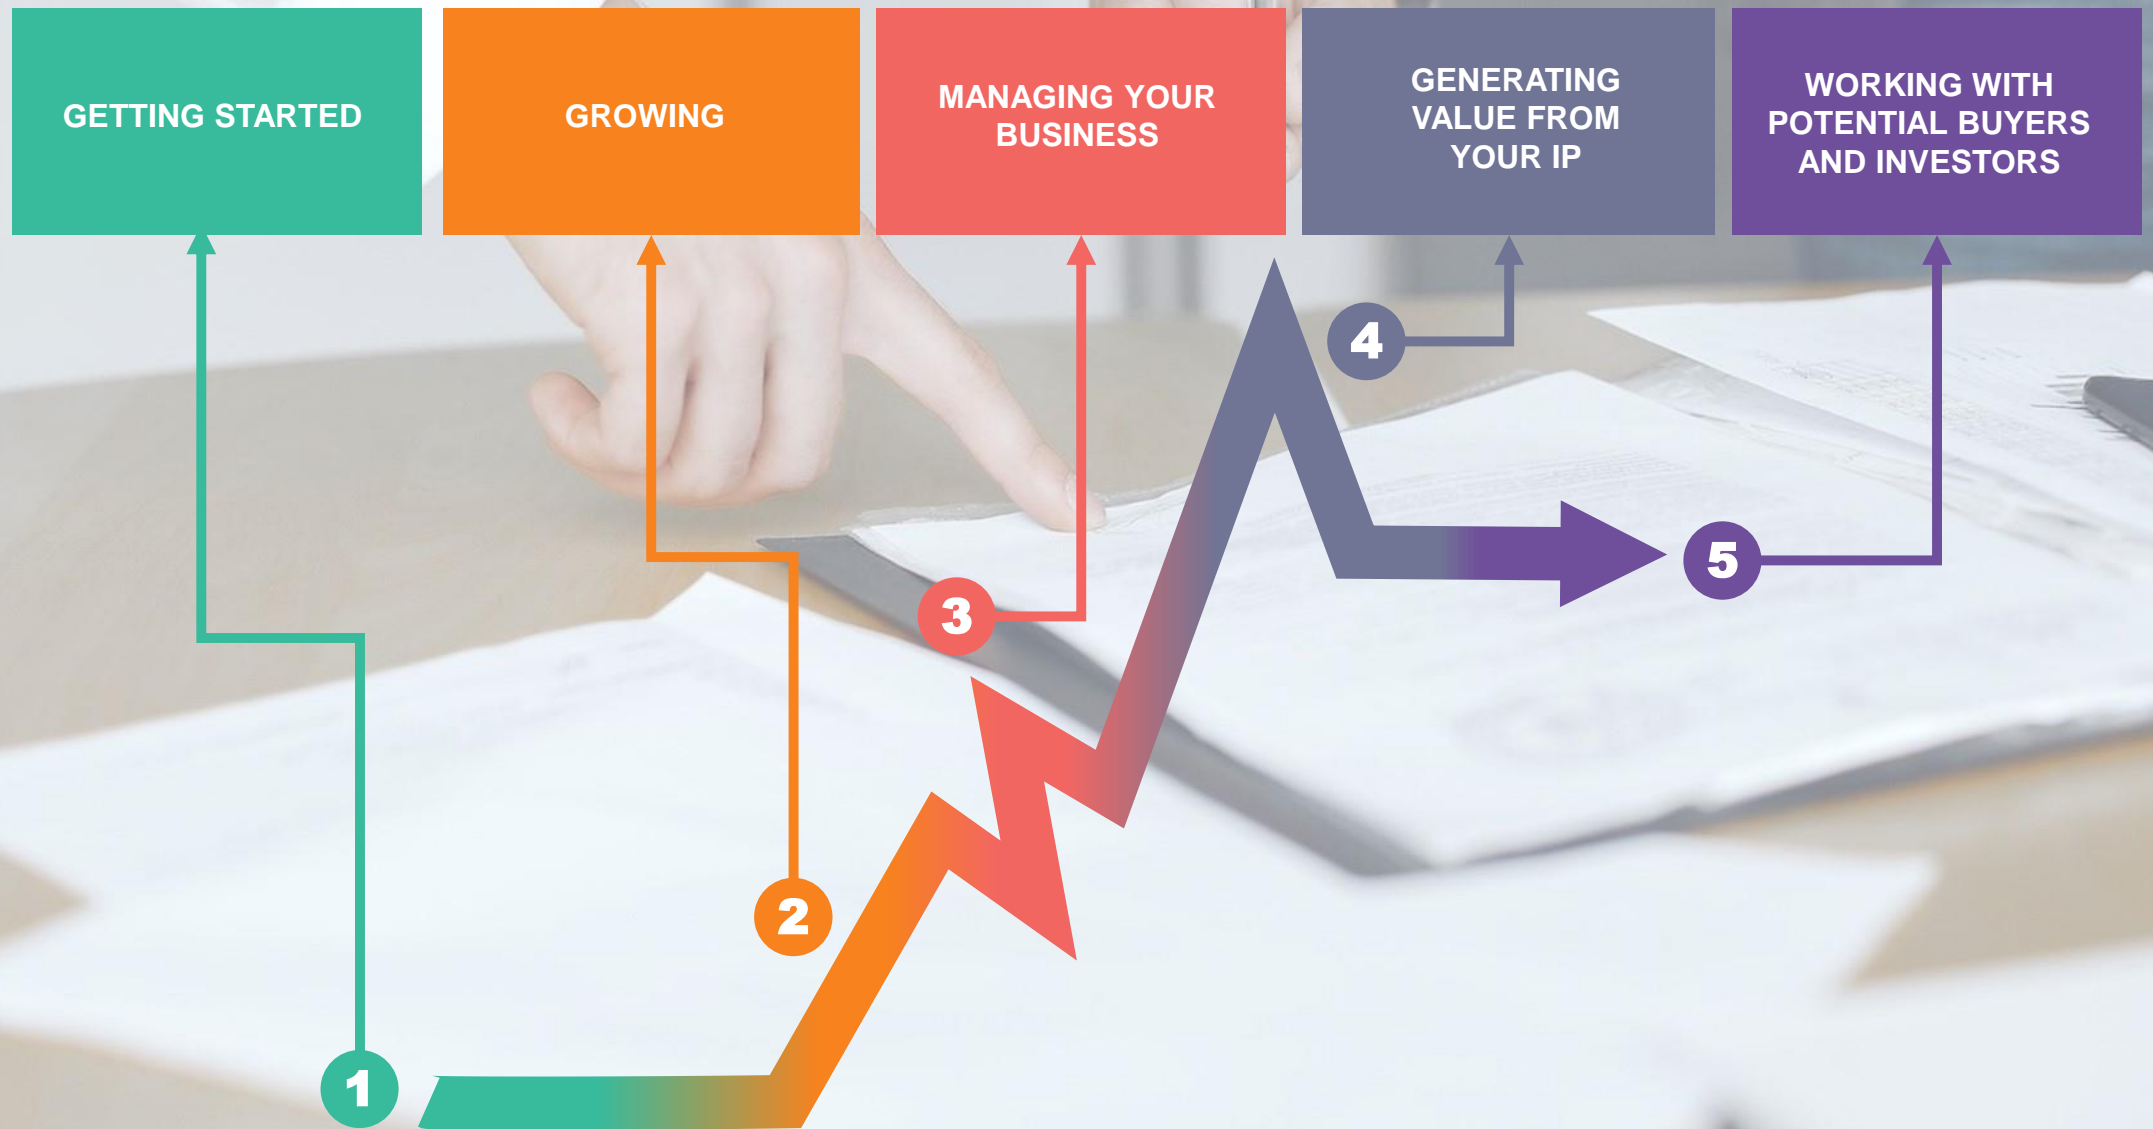 GETTING STARTED
GROWING
MANAGING YOUR
BUSINESS
GENERATING
VALUE FROM
YOUR IP
WORKING WITH
POTENTIAL BUYERS
AND INVESTORS
4
5
3
2
1